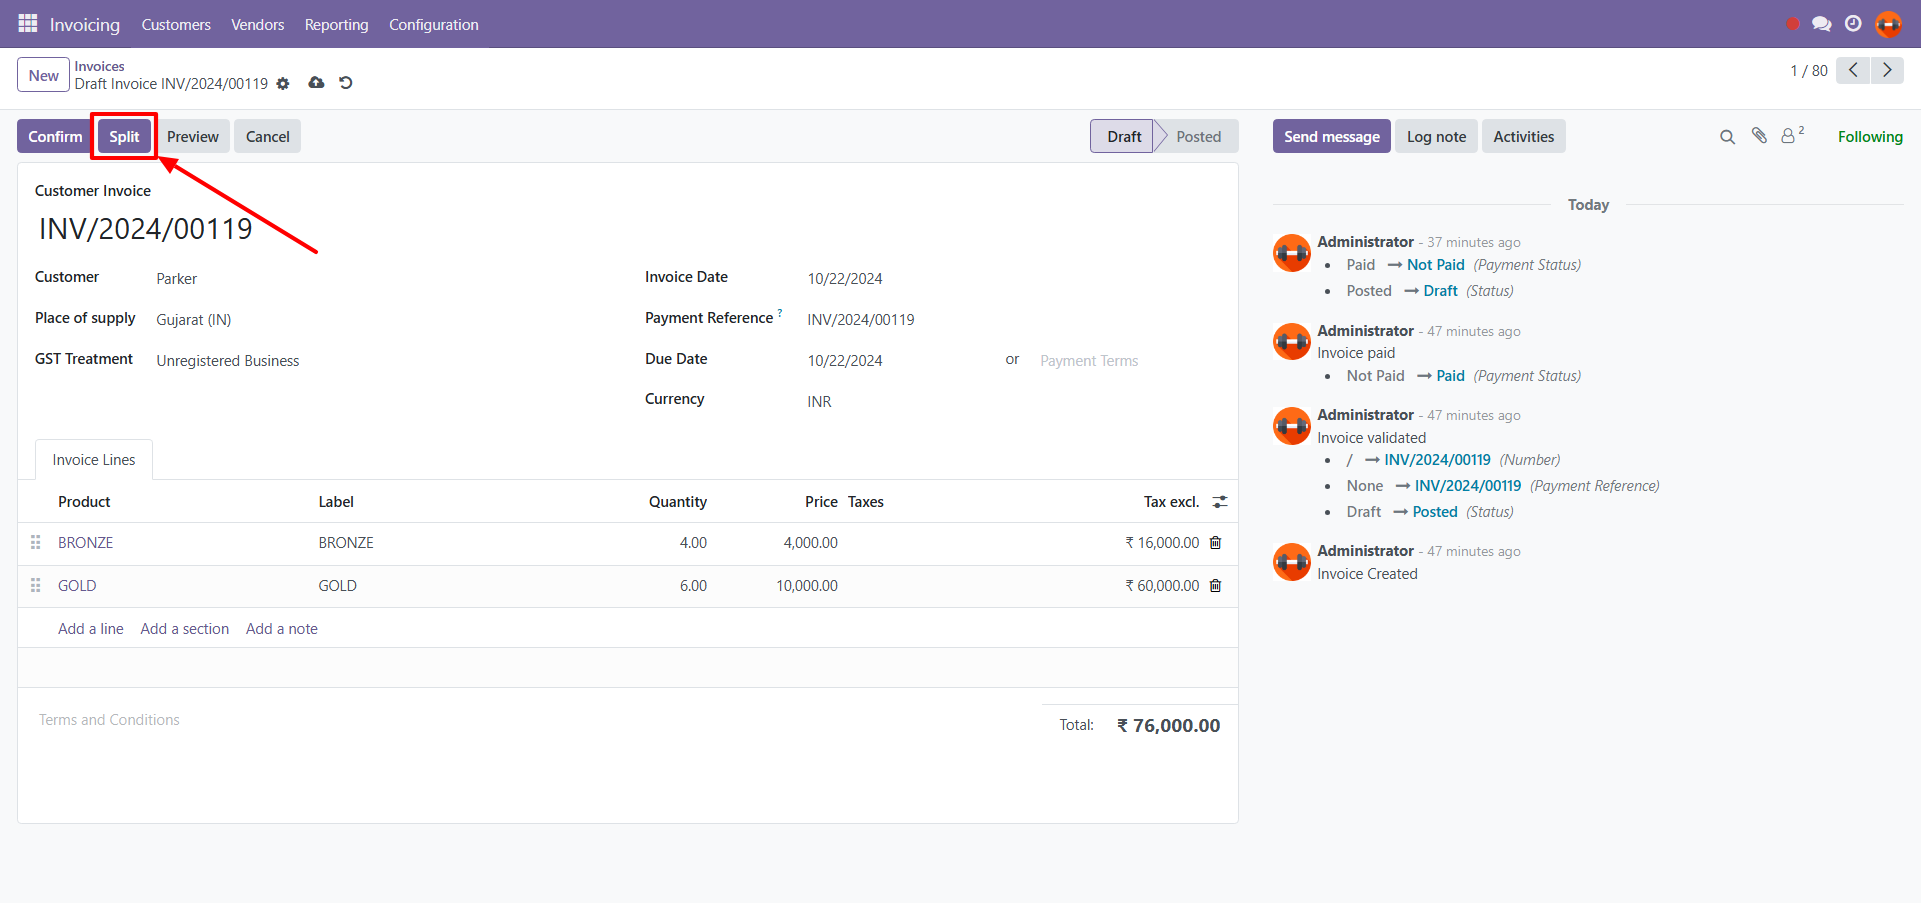 Invoicing Customers Vendors Reporting Configuration
New
Invoices
Draft Invoice INV/2024/00119
1 / 80
Confirm Split Preview Cancel
Draft Posted
Send message Log note Activities
2
Following
Customer Invoice
INV/2024/00119
Customer Parker
Place of supply Gujarat (IN)
GST Treatment Unregistered Business
Invoice Date 10/22/2024
Payment Reference ? INV/2024/00119
Due Date 10/22/2024 or Payment Terms
Currency INR
Invoice Lines
Product Label Quantity Price Taxes Tax excl.
BRONZE BRONZE 4.00 4,000.00 ₹ 16,000.00
GOLD GOLD 6.00 10,000.00 ₹ 60,000.00
Add a line Add a section Add a note
Terms and Conditions
Total: ₹ 76,000.00
Today
Administrator - 37 minutes ago
Paid → Not Paid (Payment Status)
Posted → Draft (Status)
Administrator - 47 minutes ago
Invoice paid
Not Paid → Paid (Payment Status)
Administrator - 47 minutes ago
Invoice validated
/ → INV/2024/00119 (Number)
None → INV/2024/00119 (Payment Reference)
Draft → Posted (Status)
Administrator - 47 minutes ago
Invoice Created